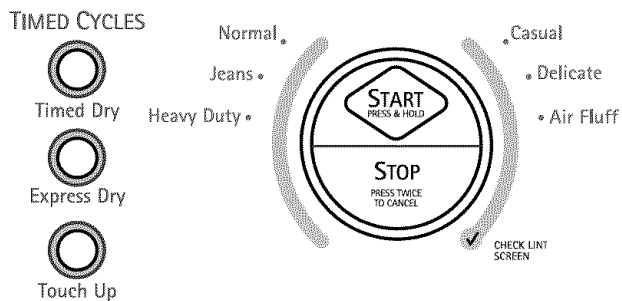 TIMED CYCLES
Timed Dry
Express Dry
Touch Up
Normal
Jeans
Heavy Duty
START
PRESS & HOLD
STOP
PRESS TWICE
TO CANCEL
Casual
Delicate
Air Fluff
CHECK LINT
SCREEN